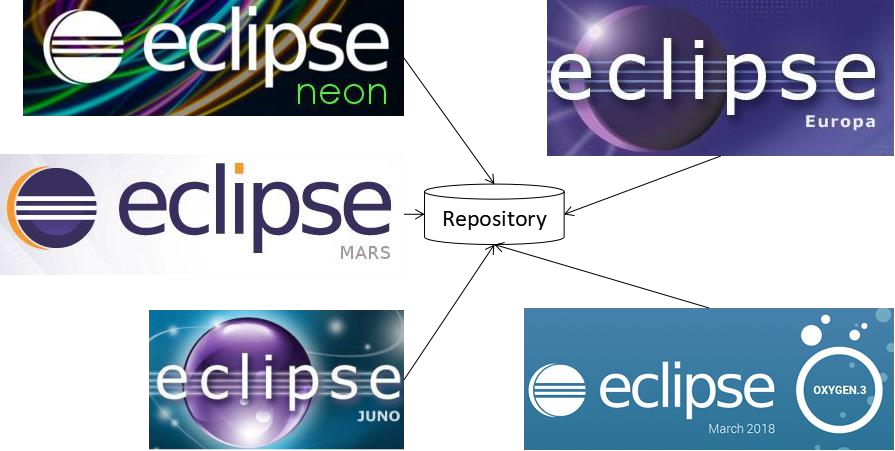 eclipse
neon
eclipse
Europa
eclipse
MARS
Repository
eclipse
JUNO
eclipse
OXYGEN.3
March 2018